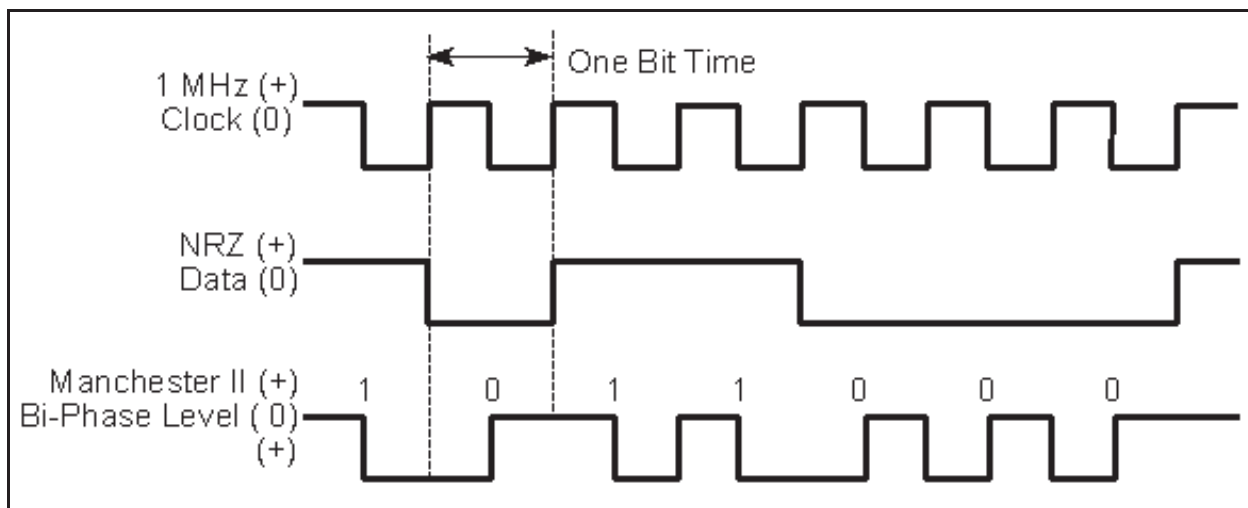 One Bit Time
1 MHz (+)
Clock (0)
NRZ (+)
Data (0)
Manchester II (+)
1 0 1 1 0 0 0
Bi-Phase Level ( 0)
(+)